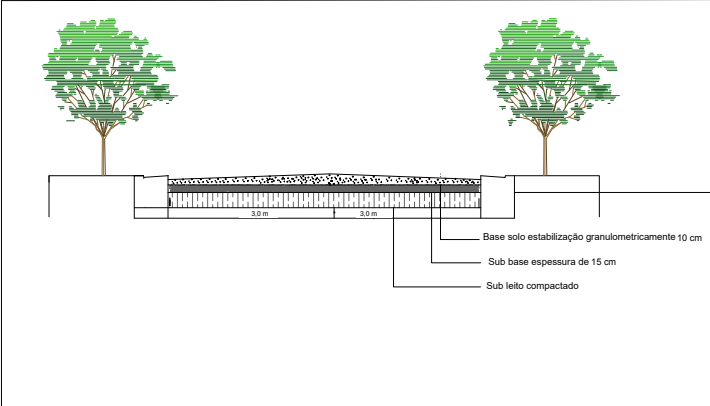 3,0 m 3,0 m
Base solo estabilização granulometricamente 10 cm
Sub base espessura de 15 cm
Sub leito compactado